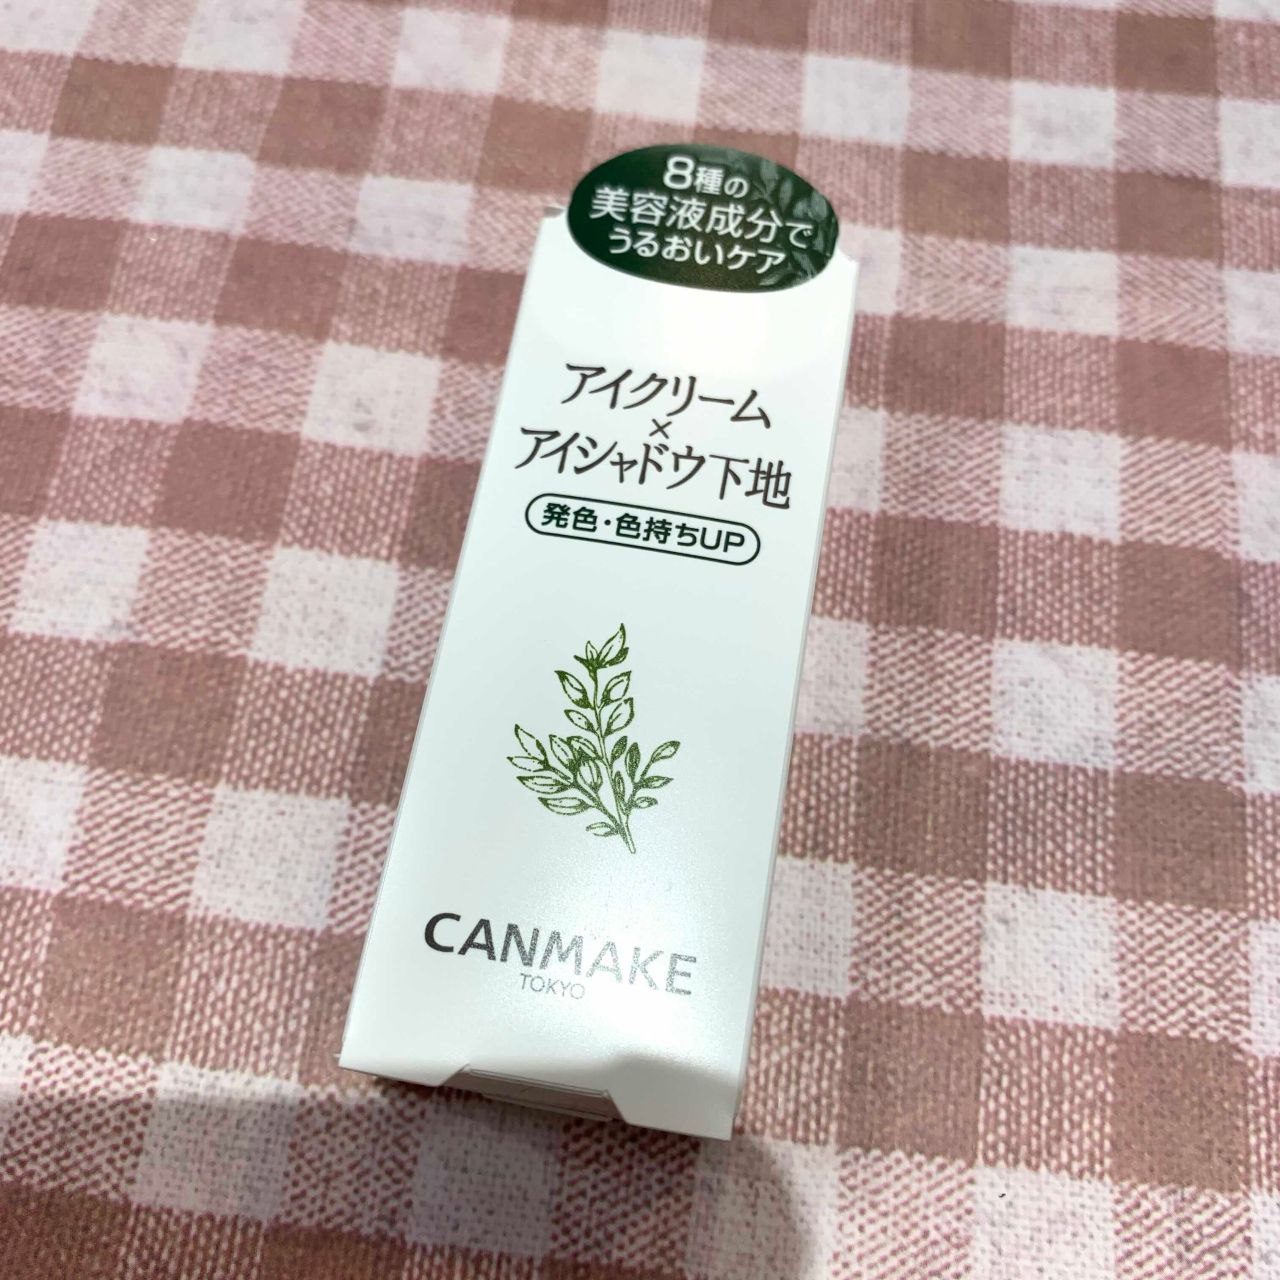 8種の
美容液成分で
うるおいケア
アイクリーム
×
アイシャドウ下地
発色・色持ちUP
CANMAKE
TOKYO